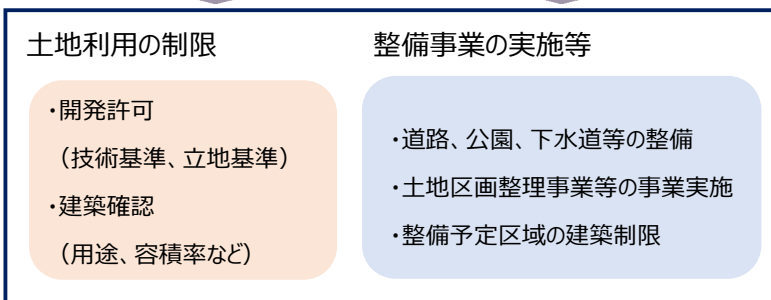 土地利用の制限
・開発許可
（技術基準、立地基準）
・建築確認
（用途、容積率など）
整備事業の実施等
・道路、公園、下水道等の整備
・土地区画整理事業等の事業実施
・整備予定区域の建築制限